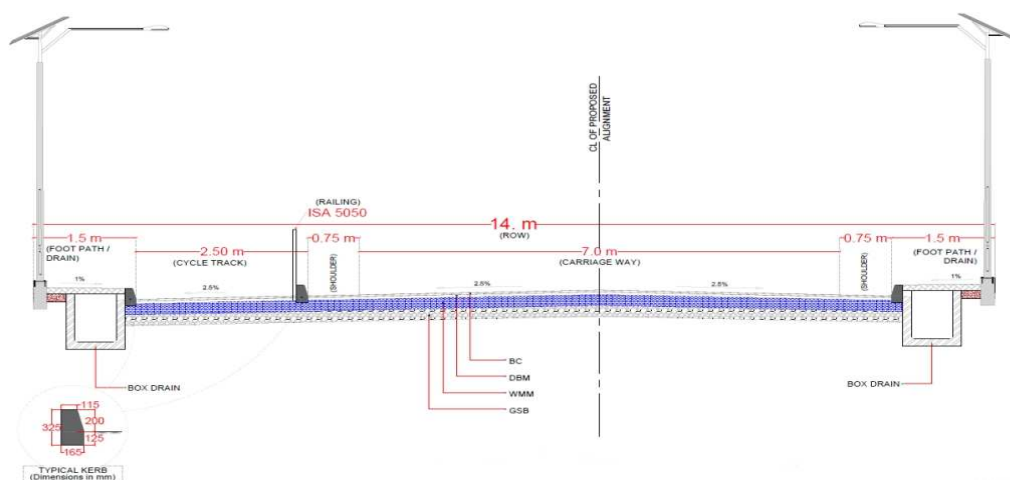 CL OF PROPOSED
ALIGNMENT
(RAILING)
ISA 5050
14. m
(ROW)
1.5 m
(FOOT PATH /
DRAIN)
2.50 m
(CYCLE TRACK)
0.75 m
(SHOULDER)
7.0 m
(CARRIAGE WAY)
0.75 m
(SHOULDER)
1.5 m
(FOOT PATH /
DRAIN)
1%
2.5%
2.5%
2.5%
1%
BOX DRAIN
BC
DBM
WMM
GSB
BOX DRAIN
115
325
200
125
165
TYPICAL KERB
(Dimensions in mm)